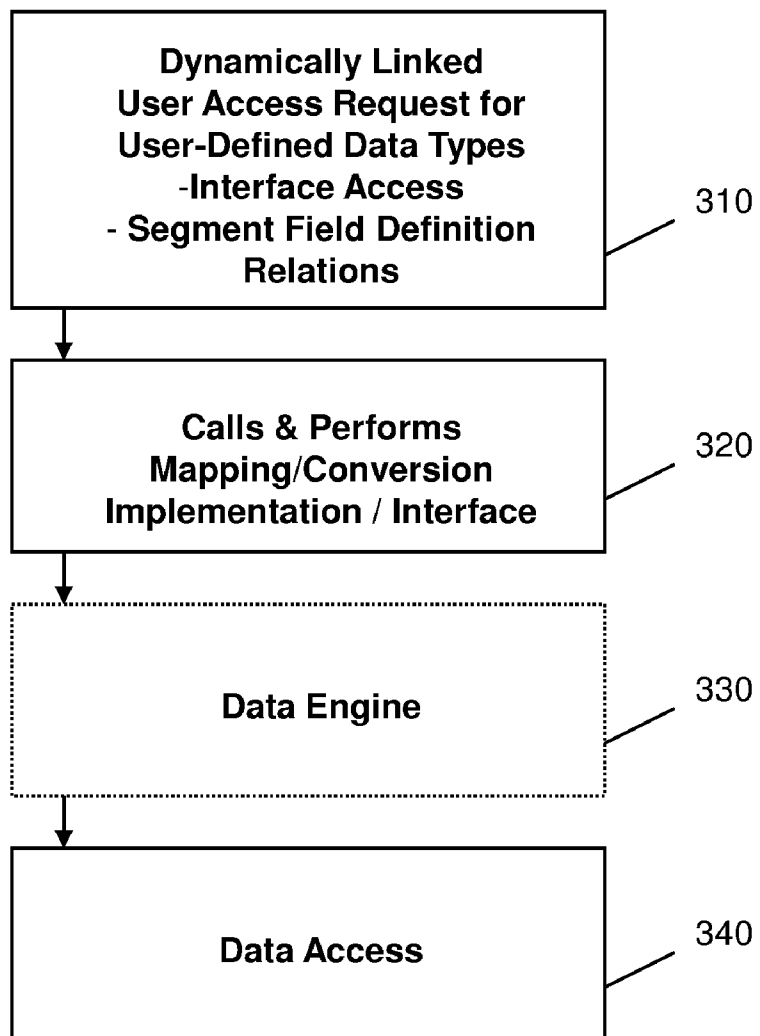 Dynamically Linked
User Access Request for
User-Defined Data Types
-Interface Access
- Segment Field Definition
Relations
310
Calls & Performs
Mapping/Conversion
Implementation / Interface
320
Data Engine
330
Data Access
340